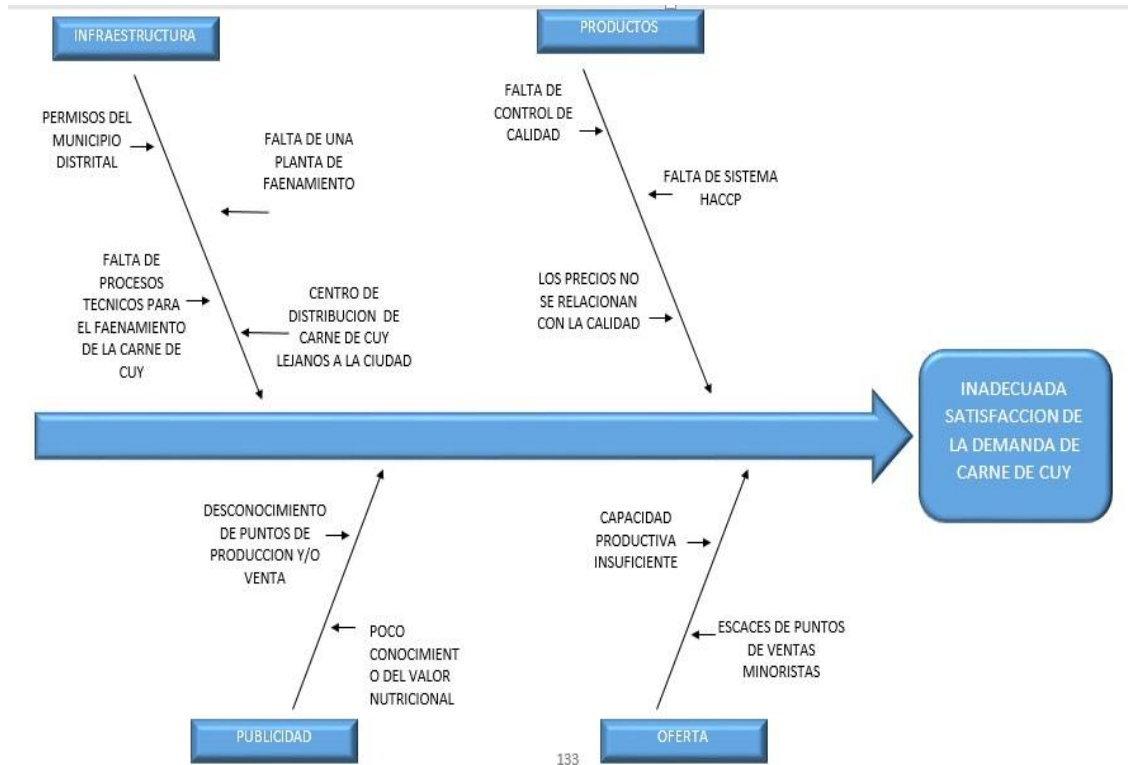 INFRAESTRUCTURA
PRODUCTOS
PERMISOS DEL
MUNICIPIO
DISTRITAL
FALTA DE UNA
PLANTA DE
FAENAMIENTO
FALTA DE
PROCESOS
TECNICOS PARA
EL FAENAMIENTO
DE LA CARNE DE
CUY
CENTRO DE
DISTRIBUCION DE
CARNE DE CUY
LEJANOS A LA CIUDAD
FALTA DE
CONTROL DE
CALIDAD
FALTA DE SISTEMA
HACCP
LOS PRECIOS NO
SE RELACIONAN
CON LA CALIDAD
INADECUADA
SATISFACCION DE
LA DEMANDA DE
CARNE DE CUY
DESCONOCIMIENTO
DE PUNTOS DE
PRODUCCION Y/O
VENTA
POCO
CONOCIMIENT
O DEL VALOR
NUTRICIONAL
CAPACIDAD
PRODUCTIVA
INSUFICIENTE
ESCACES DE PUNTOS
DE VENTAS
MINORISTAS
PUBLICIDAD
OFERTA
133